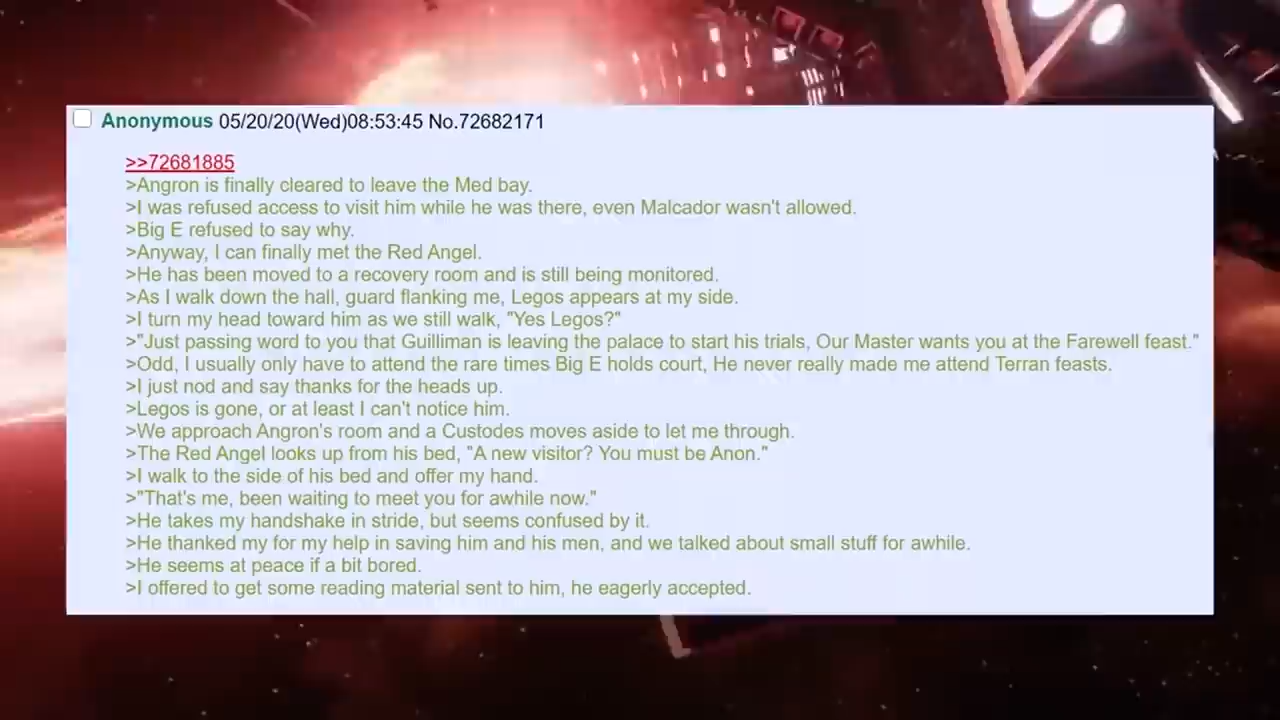 Anonymous 05/20/20(Wed)08:53:45 No.72682171
>>72681885
>Angron is finally cleared to leave the Med bay.
>I was refused access to visit him while he was there, even Malcador wasn't allowed.
>Big E refused to say why.
>Anyway, I can finally met the Red Angel.
>He has been moved to a recovery room and is still being monitored.
>As I walk down the hall, guard flanking me, Legos appears at my side.
>I turn my head toward him as we still walk, "Yes Legos?"
>"Just passing word to you that Guilliman is leaving the palace to start his trials, Our Master wants you at the Farewell feast."
>Odd, I usually only have to attend the rare times Big E holds court, He never really made me attend Terran feasts.
>I just nod and say thanks for the heads up.
>Legos is gone, or at least I can't notice him.
>We approach Angron's room and a Custodes moves aside to let me through.
>The Red Angel looks up from his bed, "A new visitor? You must be Anon."
>I walk to the side of his bed and offer my hand.
>"That's me, been waiting to meet you for awhile now."
>He takes my handshake in stride, but seems confused by it.
>He thanked my for my help in saving him and his men, and we talked about small stuff for awhile.
>He seems at peace if a bit bored.
>I offered to get some reading material sent to him, he eagerly accepted.